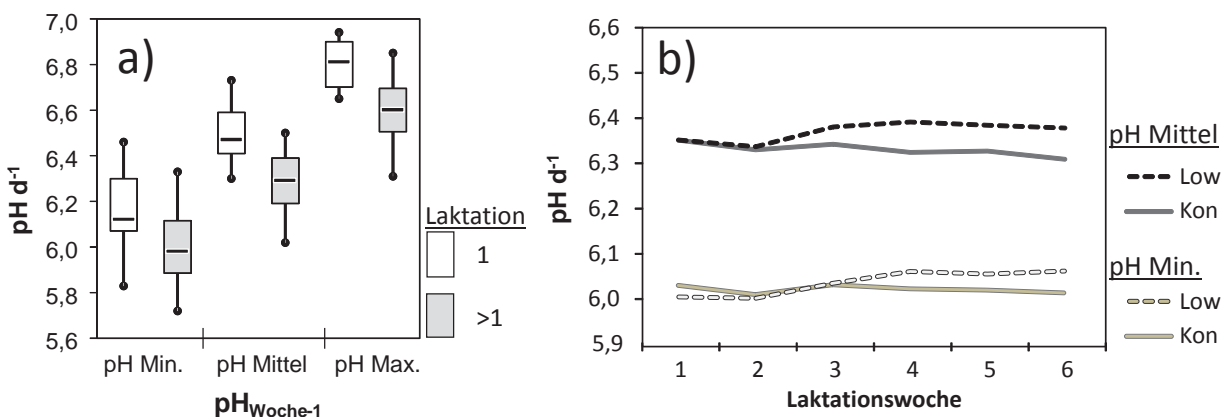 a)
7,0
6,8
6,6
6,4
6,2
6,0
5,8
5,6
pH d-1
pH Min.
pH Mittel
pH Max.
pHWoche-1
Laktation
1
>1
b)
6,6
6,5
6,4
6,3
6,2
6,1
6,0
5,9
pH d-1
1 2 3 4 5 6
Laktationswoche
pH Mittel
Low
Kon
pH Min.
Low
Kon